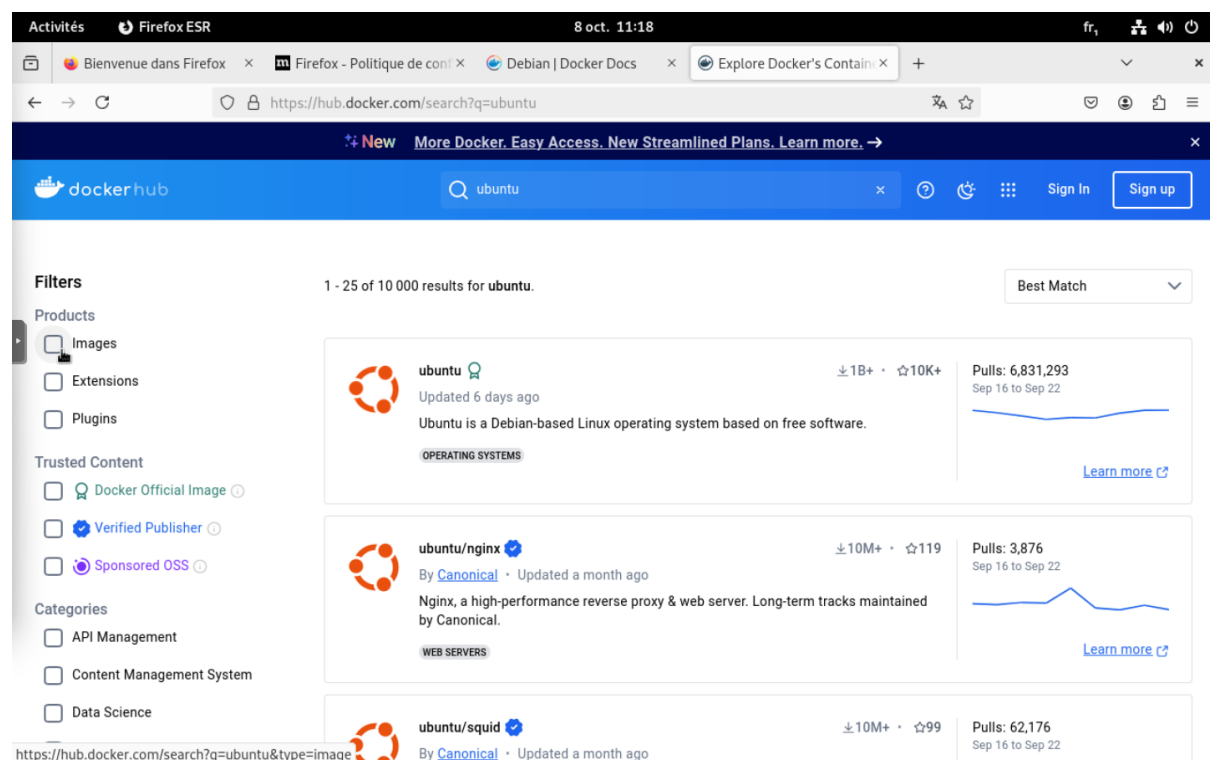 Activités Firefox ESR 8 oct. 11:18 fr₁
Bienvenue dans Firefox × Firefox - Politique de conf × Debian | Docker Docs × Explore Docker's Contain × +
https://hub.docker.com/search?q=ubuntu
New More Docker. Easy Access. New Streamlined Plans. Learn more. → ×
dockerhub ubuntu × Sign In Sign up
Filters
1 - 25 of 10 000 results for ubuntu. Best Match
Products
Images
Extensions
Plugins
Trusted Content
Docker Official Image
Verified Publisher
Sponsored OSS
Categories
API Management
Content Management System
Data Science
https://hub.docker.com/search?q=ubuntu&type=image
ubuntu 1B+ · 10K+ Pulls: 6,831,293
Updated 6 days ago Sep 16 to Sep 22
Ubuntu is a Debian-based Linux operating system based on free software.
OPERATING SYSTEMS
Learn more
ubuntu/nginx 10M+ · 119 Pulls: 3,876
By Canonical · Updated a month ago Sep 16 to Sep 22
Nginx, a high-performance reverse proxy & web server. Long-term tracks maintained
by Canonical.
WEB SERVERS
Learn more
ubuntu/squid 10M+ · 99 Pulls: 62,176
By Canonical · Updated a month ago Sep 16 to Sep 22